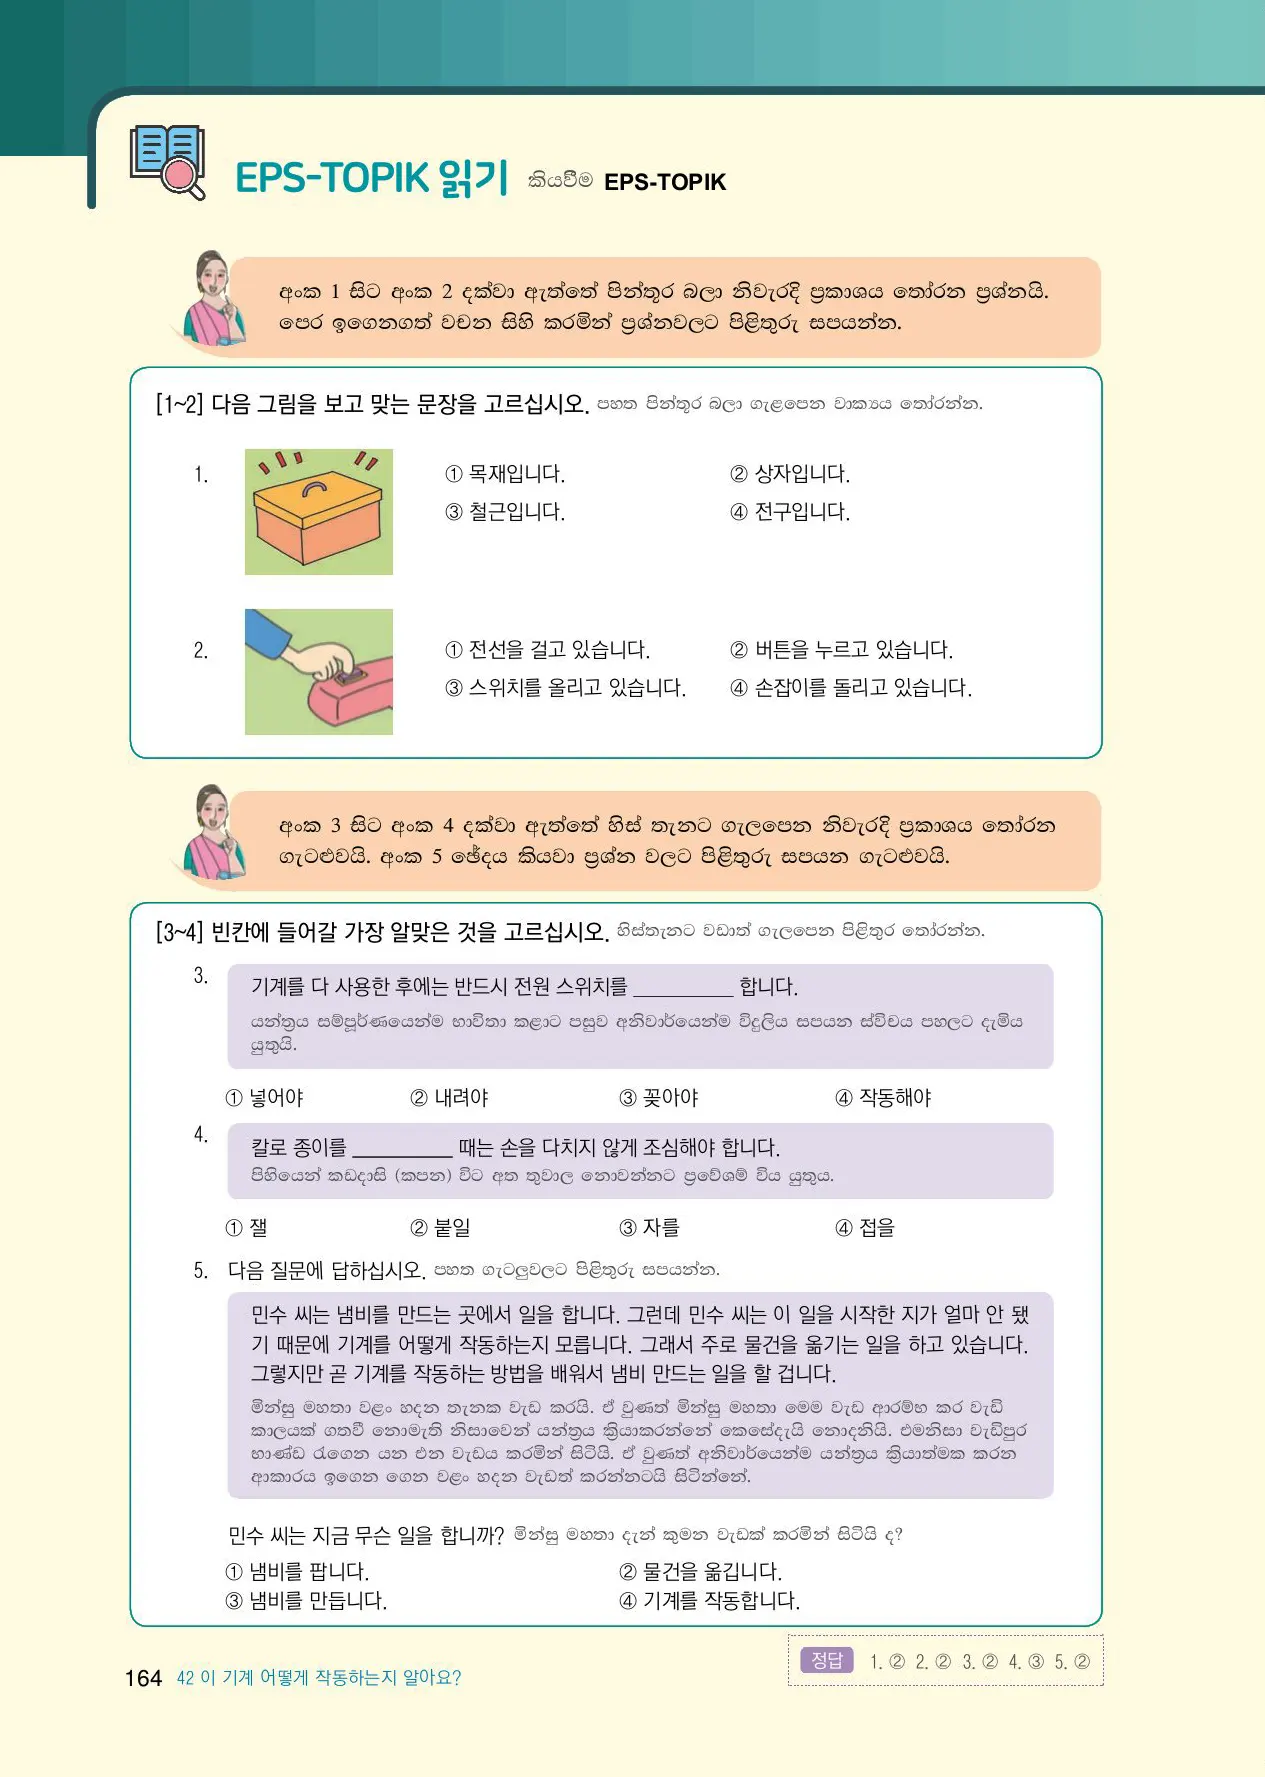 EPS-TOPIK 읽기 කියවීම EPS-TOPIK
අංක 1 සිට අංක 2 දක්වා ඇත්තේ පින්තූර බලා නිවැරදි ප්‍රකාශය තෝරන ප්‍රශ්නයි.
පෙර ඉගෙනගත් වචන සිහි කරමින් ප්‍රශ්නවලට පිළිතුරු සපයන්න.
[1~2] 다음 그림을 보고 맞는 문장을 고르십시오. පහත පින්තූර බලා ගැළපෙන වාක්‍යය තෝරන්න.
1.
① 목재입니다. ② 상자입니다.
③ 철근입니다. ④ 전구입니다.
2.
① 전선을 걸고 있습니다. ② 버튼을 누르고 있습니다.
③ 스위치를 올리고 있습니다. ④ 손잡이를 돌리고 있습니다.
අංක 3 සිට අංක 4 දක්වා ඇත්තේ හිස් තැනට ගැලපෙන නිවැරදි ප්‍රකාශය තෝරන
ගැටළුවයි. අංක 5 ඡේදය කියවා ප්‍රශ්න වලට පිළිතුරු සපයන ගැටළුවයි.
[3~4] 빈칸에 들어갈 가장 알맞은 것을 고르십시오. හිස්තැනට වඩාත් ගැලපෙන පිළිතුර තෝරන්න.
3. 기계를 다 사용한 후에는 반드시 전원 스위치를 __________ 합니다.
යන්ත්‍රය සම්පූර්ණයෙන්ම භාවිතා කළාට පසුව අනිවාර්යෙන්ම විදුලිය සපයන ස්විචය පහලට දැමිය
යුතුයි.
① 넣어야 ② 내려야 ③ 꽂아야 ④ 작동해야
4. 칼로 종이를 __________ 때는 손을 다치지 않게 조심해야 합니다.
පිහියෙන් කඩදාසි (කපන) විට අත තුවාල නොවන්නට ප්‍රවේශම් විය යුතුය.
① 잴 ② 붙일 ③ 자를 ④ 접을
5. 다음 질문에 답하십시오. පහත ගැටලුවලට පිළිතුරු සපයන්න.
민수 씨는 냄비를 만드는 곳에서 일을 합니다. 그런데 민수 씨는 이 일을 시작한 지가 얼마 안 됐
기 때문에 기계를 어떻게 작동하는지 모릅니다. 그래서 주로 물건을 옮기는 일을 하고 있습니다.
그렇지만 곧 기계를 작동하는 방법을 배워서 냄비 만드는 일을 할 겁니다.
මින්සු මහතා වළං හදන තැනක වැඩ කරයි. ඒ වුණත් මින්සු මහතා මෙම වැඩ ආරම්භ කර වැඩි
කාලයක් ගතවී නොමැති නිසාවෙන් යන්ත්‍රය ක්‍රියාකරන්නේ කෙසේදැයි නොදනියි. එමනිසා වැඩිපුර
භාණ්ඩ රැගෙන යන එන වැඩය කරමින් සිටියි. ඒ වුණත් අනිවාර්යෙන්ම යන්ත්‍රය ක්‍රියාත්මක කරන
ආකාරය ඉගෙන ගෙන වළං හදන වැඩත් කරන්නටයි සිටින්නේ.
민수 씨는 지금 무슨 일을 합니까? මින්සු මහතා දැන් කුමන වැඩක් කරමින් සිටියි ද?
① 냄비를 팝니다. ② 물건을 옮깁니다.
③ 냄비를 만듭니다. ④ 기계를 작동합니다.
정답 1. ② 2. ② 3. ② 4. ③ 5. ②
164 42 이 기계 어떻게 작동하는지 알아요?